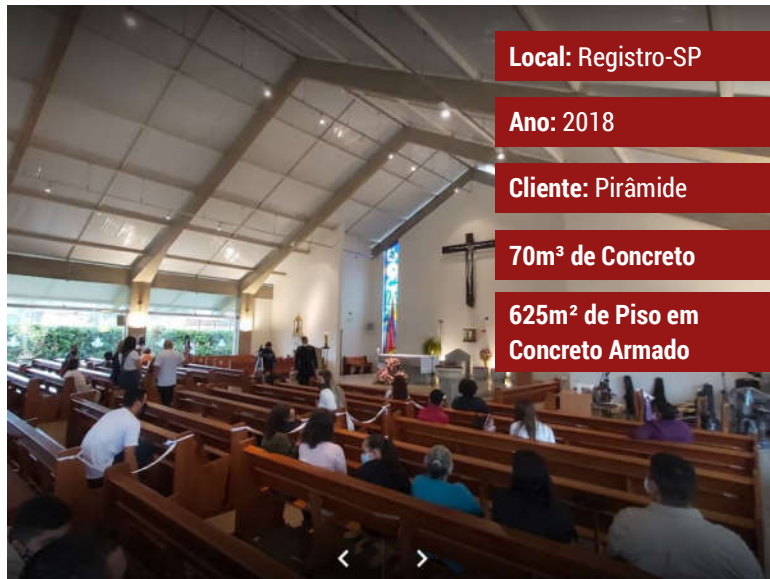 Local: Registro-SP
Ano: 2018
Cliente: Pirâmide
70m³ de Concreto
625m² de Piso em
Concreto Armado